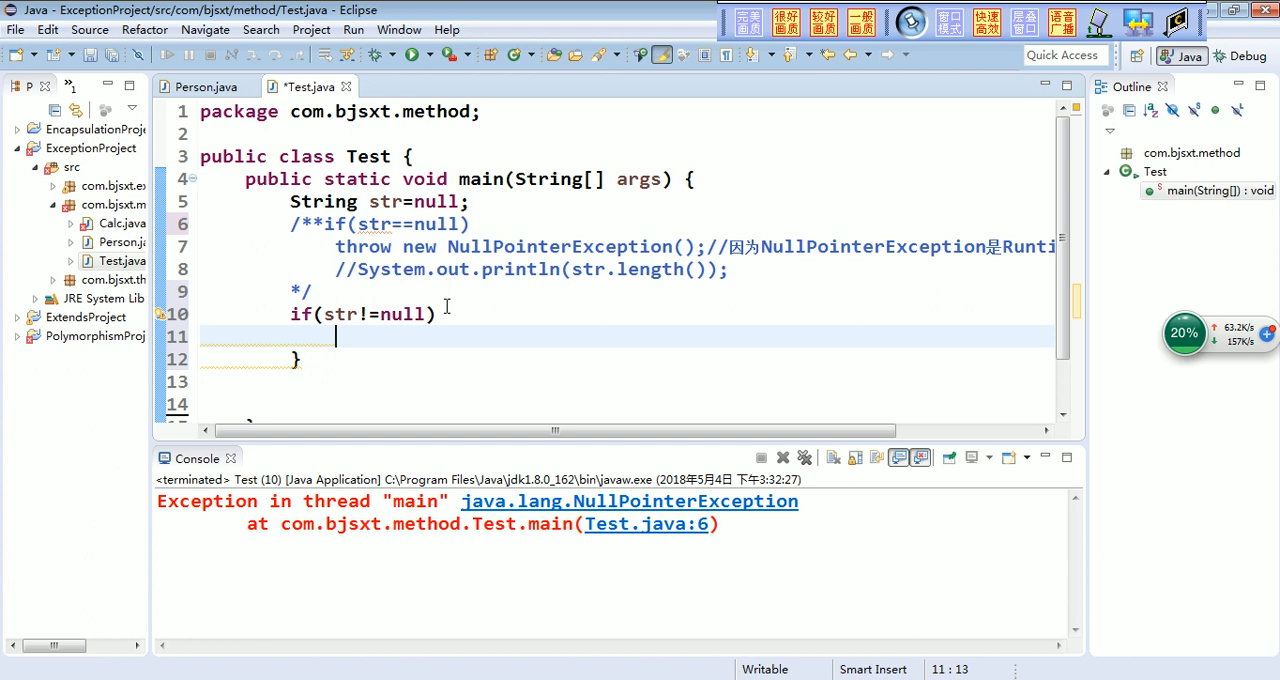 Java - ExceptionProject/src/com/bjsxt/method/Test.java - Eclipse
File Edit Source Refactor Navigate Search Project Run Window Help
完美画质 很好画质 较好画质 一般画质 窗口模式 快速高效 层叠窗口 语音广播
Quick Access Java Debug
P »1
EncapsulationProje
ExceptionProject
src
com.bjsxt.ex
com.bjsxt.m
Calc.java
Person.ja
Test.java
com.bjsxt.th
JRE System Lib
ExtendsProject
PolymorphismProj
Person.java *Test.java
1 package com.bjsxt.method;
2
3 public class Test {
4 public static void main(String[] args) {
5 String str=null;
6 /**if(str==null)
7 throw new NullPointerException();//因为NullPointerException是Runti
8 //System.out.println(str.length());
9 */
10 if(str!=null)
11
12 }
13
14
Outline
com.bjsxt.method
Test
main(String[]) : void
20% 63.2K/s
157K/s
Console
<terminated> Test (10) [Java Application] C:\Program Files\Java\jdk1.8.0_162\bin\javaw.exe (2018年5月4日 下午3:32:27)
Exception in thread "main" java.lang.NullPointerException
at com.bjsxt.method.Test.main(Test.java:6)
Writable Smart Insert 11 : 13